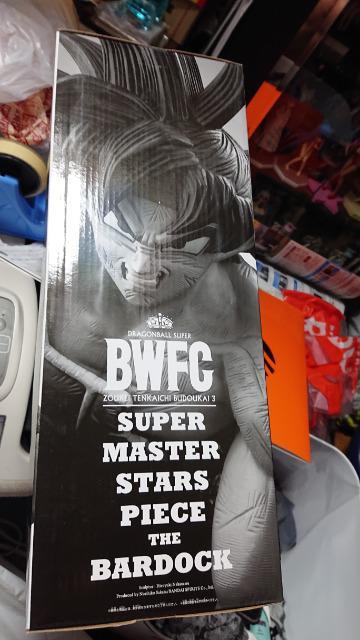 DRAGONBALL SUPER
BWFC
ZOUKEI TENKAICHI BUDOUKAI 3
SUPER
MASTER
STARS
PIECE
THE
BARDOCK